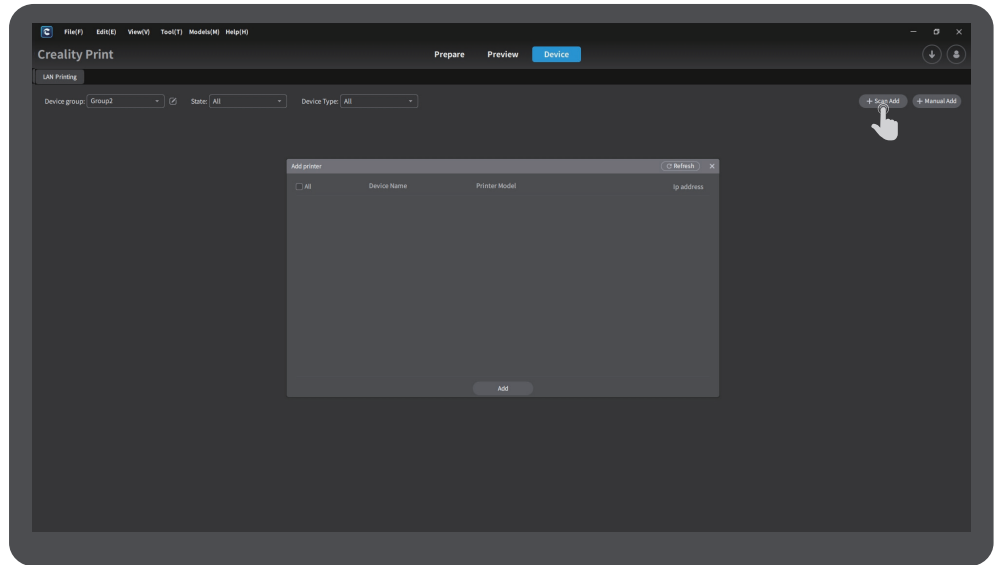 File(F) Edit(E) View(V) Tool(T) Models(M) Help(H)
Creality Print Prepare Preview Device
LAN Printing
Device group: Group2 State: All Device Type: All + Scan Add + Manual Add
Add printer Refresh
All Device Name Printer Model Ip address
Add